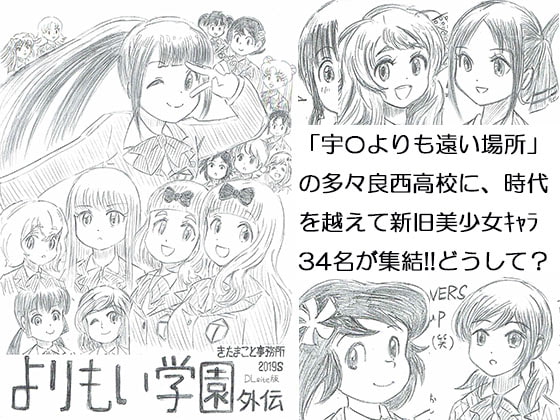 「宇〇よりも遠い場所」
の多々良西高校に、時代
を越えて新旧美少女ｷｬﾗ
34名が集結!!どうして？
きたまこと事務所
2019S
DLsite版
よりもい学園外伝
VERS
UP
(笑)